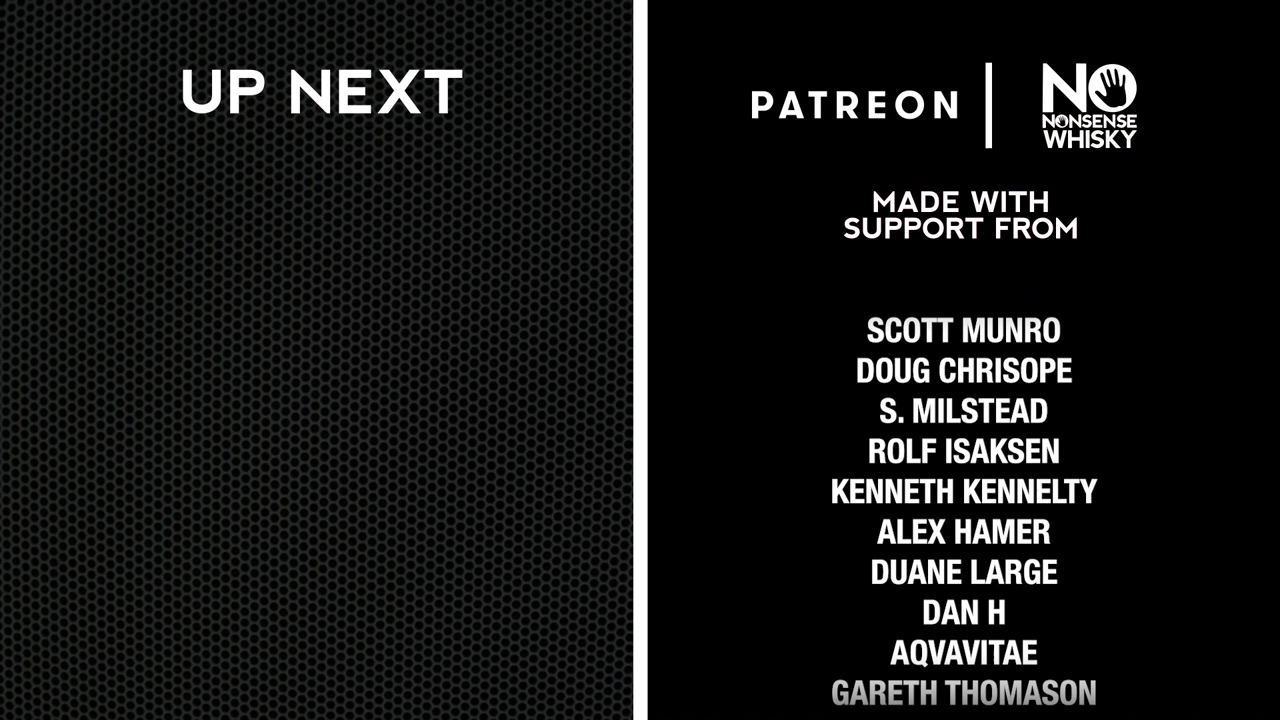 UP NEXT
PATREON
NO
NONSENSE
WHISKY
MADE WITH
SUPPORT FROM
SCOTT MUNRO
DOUG CHRISOPE
S. MILSTEAD
ROLF ISAKSEN
KENNETH KENNELTY
ALEX HAMER
DUANE LARGE
DAN H
AQVAVITAE
GARETH THOMASON